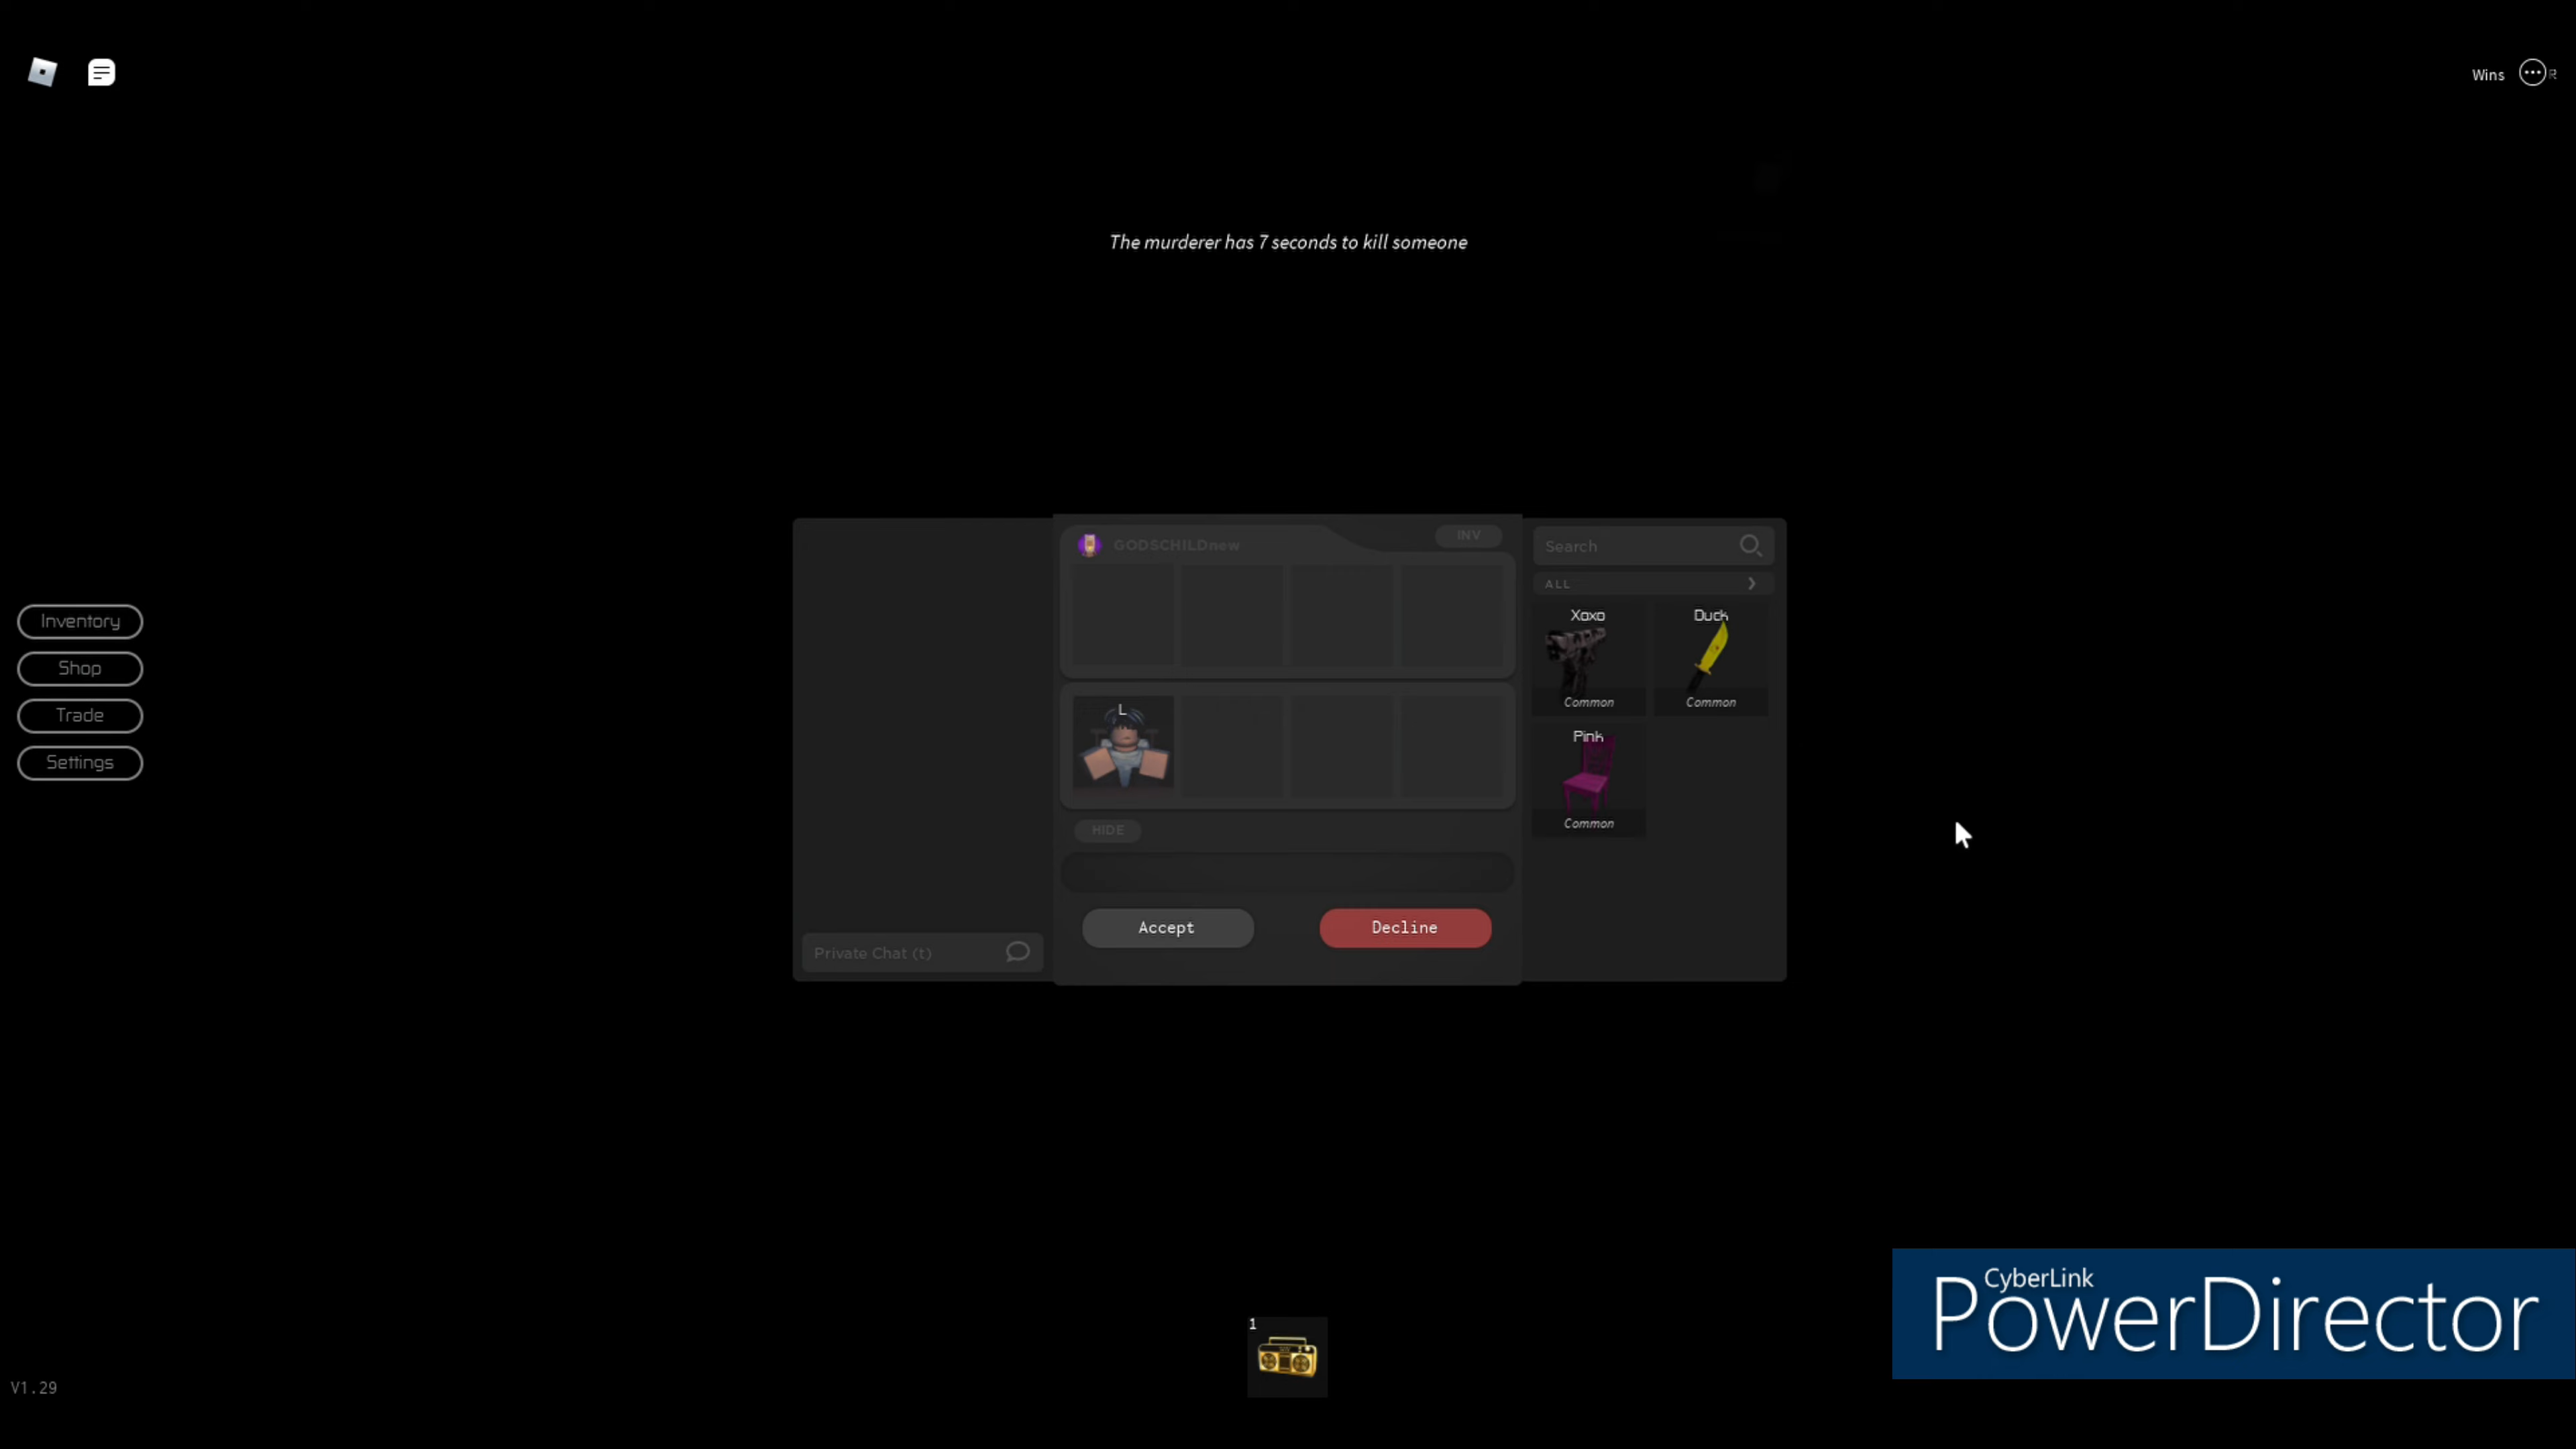 Wins
R
The murderer has 7 seconds to kill someone
Inventory
Shop
Trade
Settings
GODSCHILDnew
INV
L
HIDE
Accept
Decline
Private Chat (t)
Search
ALL
Xoxo
Common
Duck
Common
Pink
Common
1
V1.29
CyberLink
PowerDirector